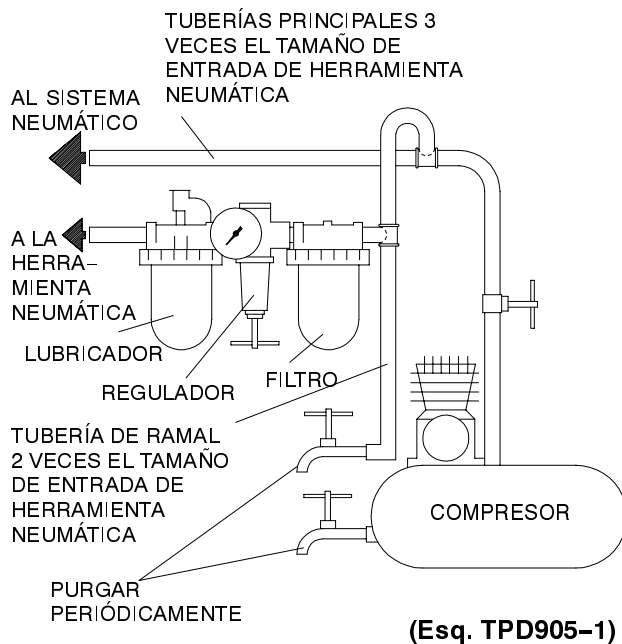 TUBERÍAS PRINCIPALES 3
VECES EL TAMAÑO DE
ENTRADA DE HERRAMIENTA
NEUMÁTICA
AL SISTEMA
NEUMÁTICO
A LA
HERRA–
MIENTA
NEUMÁTICA
LUBRICADOR
REGULADOR
FILTRO
TUBERÍA DE RAMAL
2 VECES EL TAMAÑO
DE ENTRADA DE
HERRAMIENTA
NEUMÁTICA
COMPRESOR
PURGAR
PERIÓDICAMENTE
(Esq. TPD905–1)